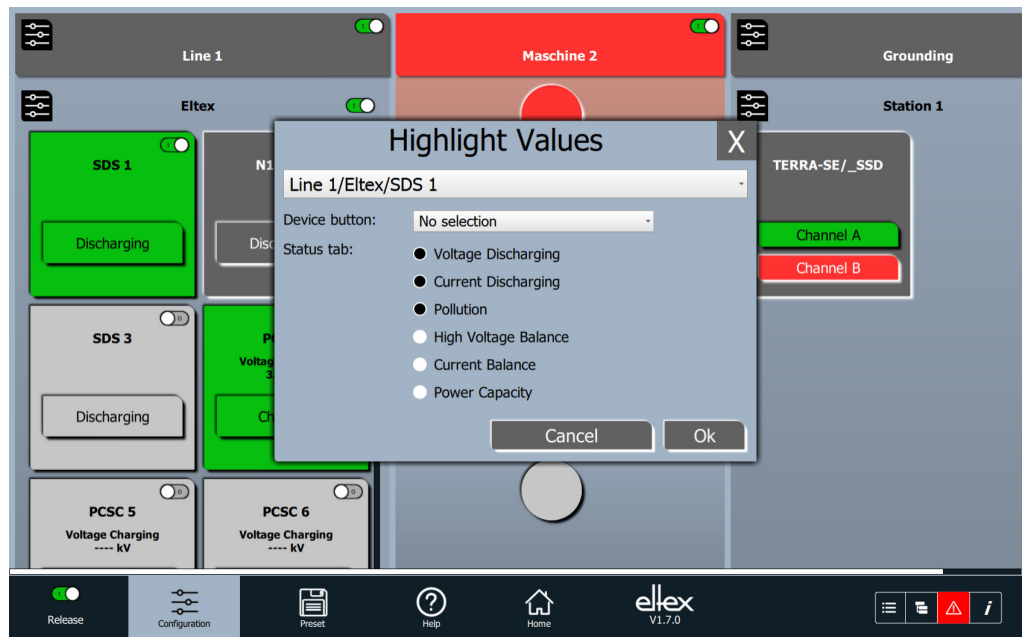 Line 1
Maschine 2
Grounding
Eltex
Station 1
Highlight Values
X
Line 1/Eltex/SDS 1
Device button:
No selection
Status tab:
Voltage Discharging
Current Discharging
Pollution
High Voltage Balance
Current Balance
Power Capacity
Cancel
Ok
SDS 1
Discharging
N1
Disc
TERRA-SE/_SSD
Channel A
Channel B
SDS 3
Discharging
Voltag
3
Ch
PCSC 5
Voltage Charging
---- kV
PCSC 6
Voltage Charging
---- kV
Release
Configuration
Preset
Help
Home
eltex
V1.7.0
i